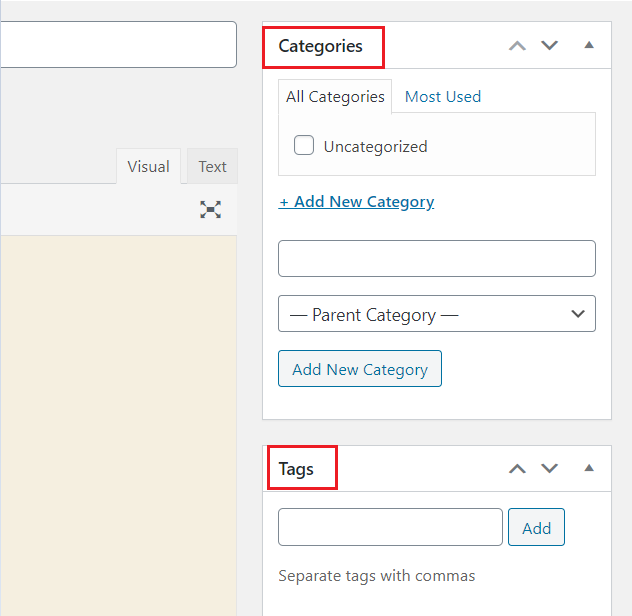 Categories
All Categories Most Used
Uncategorized
+ Add New Category
Visual Text
— Parent Category —
Add New Category
Tags
Add
Separate tags with commas